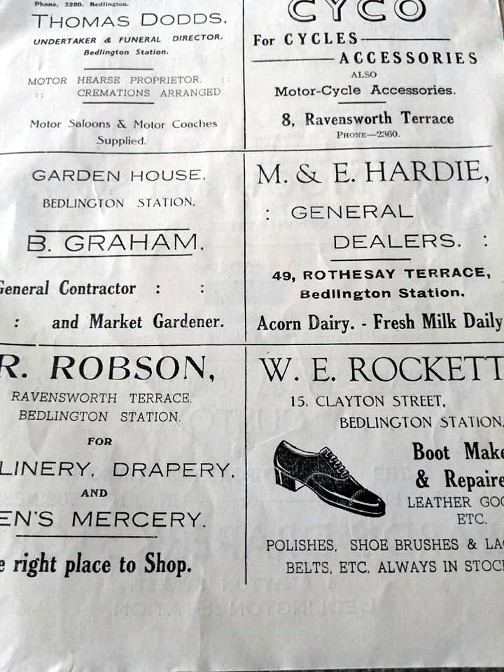 Phone, 3280. Bedlington.
THOMAS DODDS,
UNDERTAKER & FUNERAL DIRECTOR,
Bedlington Station.
MOTOR HEARSE PROPRIETOR. ::
:: CREMATIONS ARRANGED
Motor Saloons & Motor Coaches
Supplied.
CYCO
For CYCLES
ACCESSORIES
ALSO
Motor-Cycle Accessories.
8, Ravensworth Terrace
PHONE—2360.
GARDEN HOUSE,
BEDLINGTON STATION.
B. GRAHAM,
General Contractor : :
: and Market Gardener.
M. & E. HARDIE,
: GENERAL
DEALERS. :
49, ROTHESAY TERRACE,
Bedlington Station.
Acorn Dairy. - Fresh Milk Daily
R. ROBSON,
RAVENSWORTH TERRACE,
BEDLINGTON STATION.
FOR
LINERY, DRAPERY,
AND
EN'S MERCERY.
e right place to Shop.
W. E. ROCKETT
15, CLAYTON STREET,
BEDLINGTON STATION.
Boot Make
& Repaire
LEATHER GOO
ETC.
POLISHES, SHOE BRUSHES & LA
BELTS, ETC. ALWAYS IN STOC